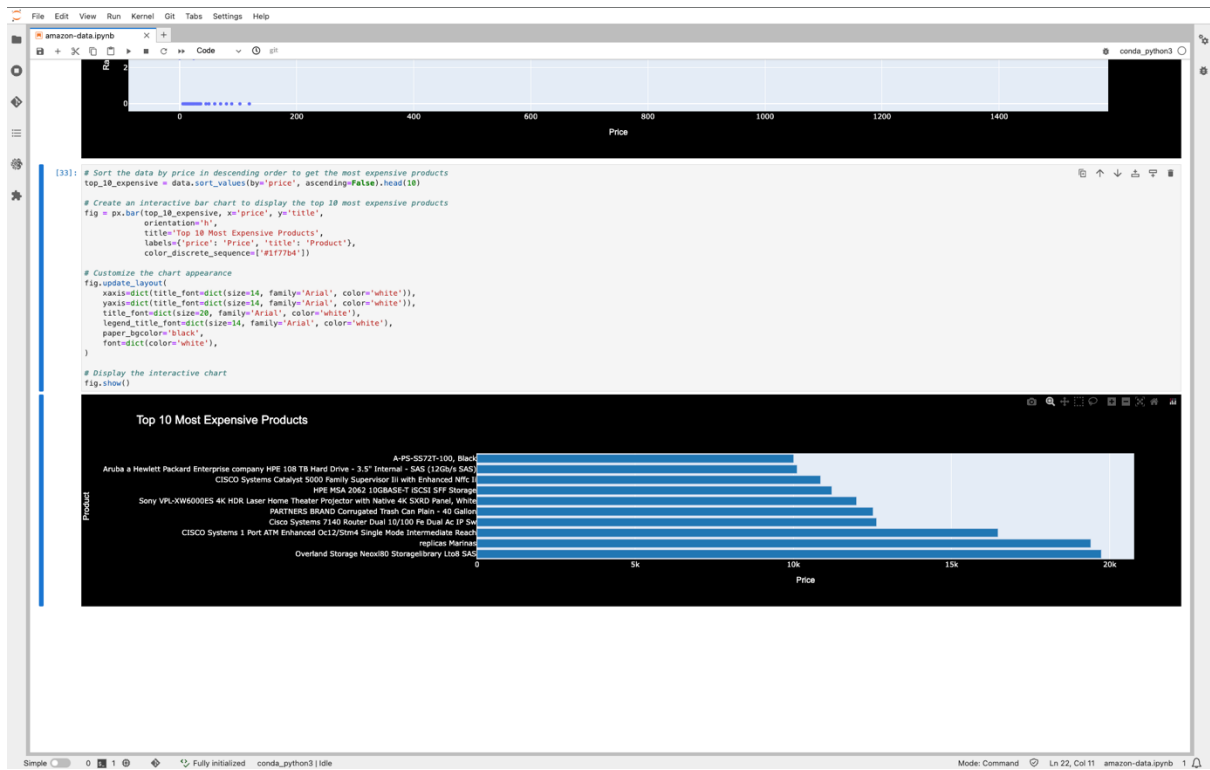 File Edit View Run Kernel Git Tabs Settings Help
amazon-data.ipynb
Code git conda_python3
Ra
2
0
0 200 400 600 800 1000 1200 1400
Price
[33]: # Sort the data by price in descending order to get the most expensive products
top_10_expensive = data.sort_values(by='price', ascending=False).head(10)
# Create an interactive bar chart to display the top 10 most expensive products
fig = px.bar(top_10_expensive, x='price', y='title',
orientation='h',
title='Top 10 Most Expensive Products',
labels={'price': 'Price', 'title': 'Product'},
color_discrete_sequence=['#1f77b4'])
# Customize the chart appearance
fig.update_layout(
xaxis=dict(title_font=dict(size=14, family='Arial', color='white')),
yaxis=dict(title_font=dict(size=14, family='Arial', color='white')),
title_font=dict(size=20, family='Arial', color='white'),
legend_title_font=dict(size=14, family='Arial', color='white'),
paper_bgcolor='black',
font=dict(color='white'),
)
# Display the interactive chart
fig.show()
Top 10 Most Expensive Products
Product
A-PS-SS72T-100, Black
Aruba a Hewlett Packard Enterprise company HPE 108 TB Hard Drive - 3.5" Internal - SAS (12Gb/s SAS)
CISCO Systems Catalyst 5000 Family Supervisor Iii with Enhanced Nffc Ii
HPE MSA 2062 10GBASE-T ISCSI SFF Storage
Sony VPL-XW6000ES 4K HDR Laser Home Theater Projector with Native 4K SXRD Panel, White
PARTNERS BRAND Corrugated Trash Can Plain - 40 Gallon
Cisco Systems 7140 Router Dual 10/100 Fe Dual Ac IP Sw
CISCO Systems 1 Port ATM Enhanced Oc12/Stm4 Single Mode Intermediate Reach
replicas Marinas
Overland Storage Neoxl80 Storagelibrary Lto8 SAS
0 5k 10k 15k 20k
Price
Simple 0 1 Fully initialized conda_python3 | Idle Mode: Command Ln 22, Col 11 amazon-data.ipynb 1